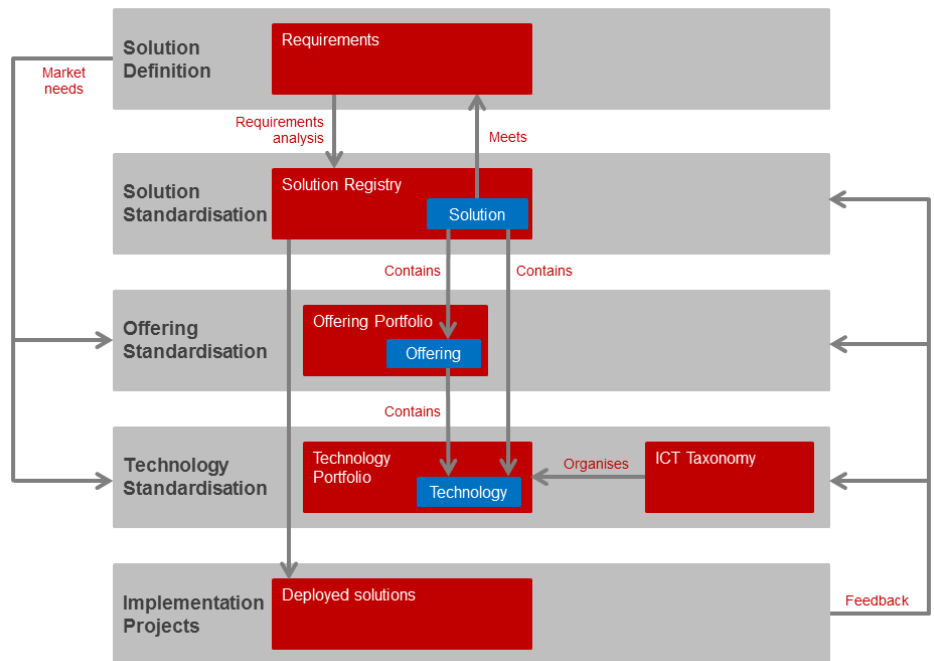 Solution
Definition
Requirements
Market
needs
Requirements
analysis
Meets
Solution
Standardisation
Solution Registry
Solution
Contains
Contains
Offering
Standardisation
Offering Portfolio
Offering
Contains
Technology
Standardisation
Technology
Portfolio
Technology
Organises
ICT Taxonomy
Implementation
Projects
Deployed solutions
Feedback